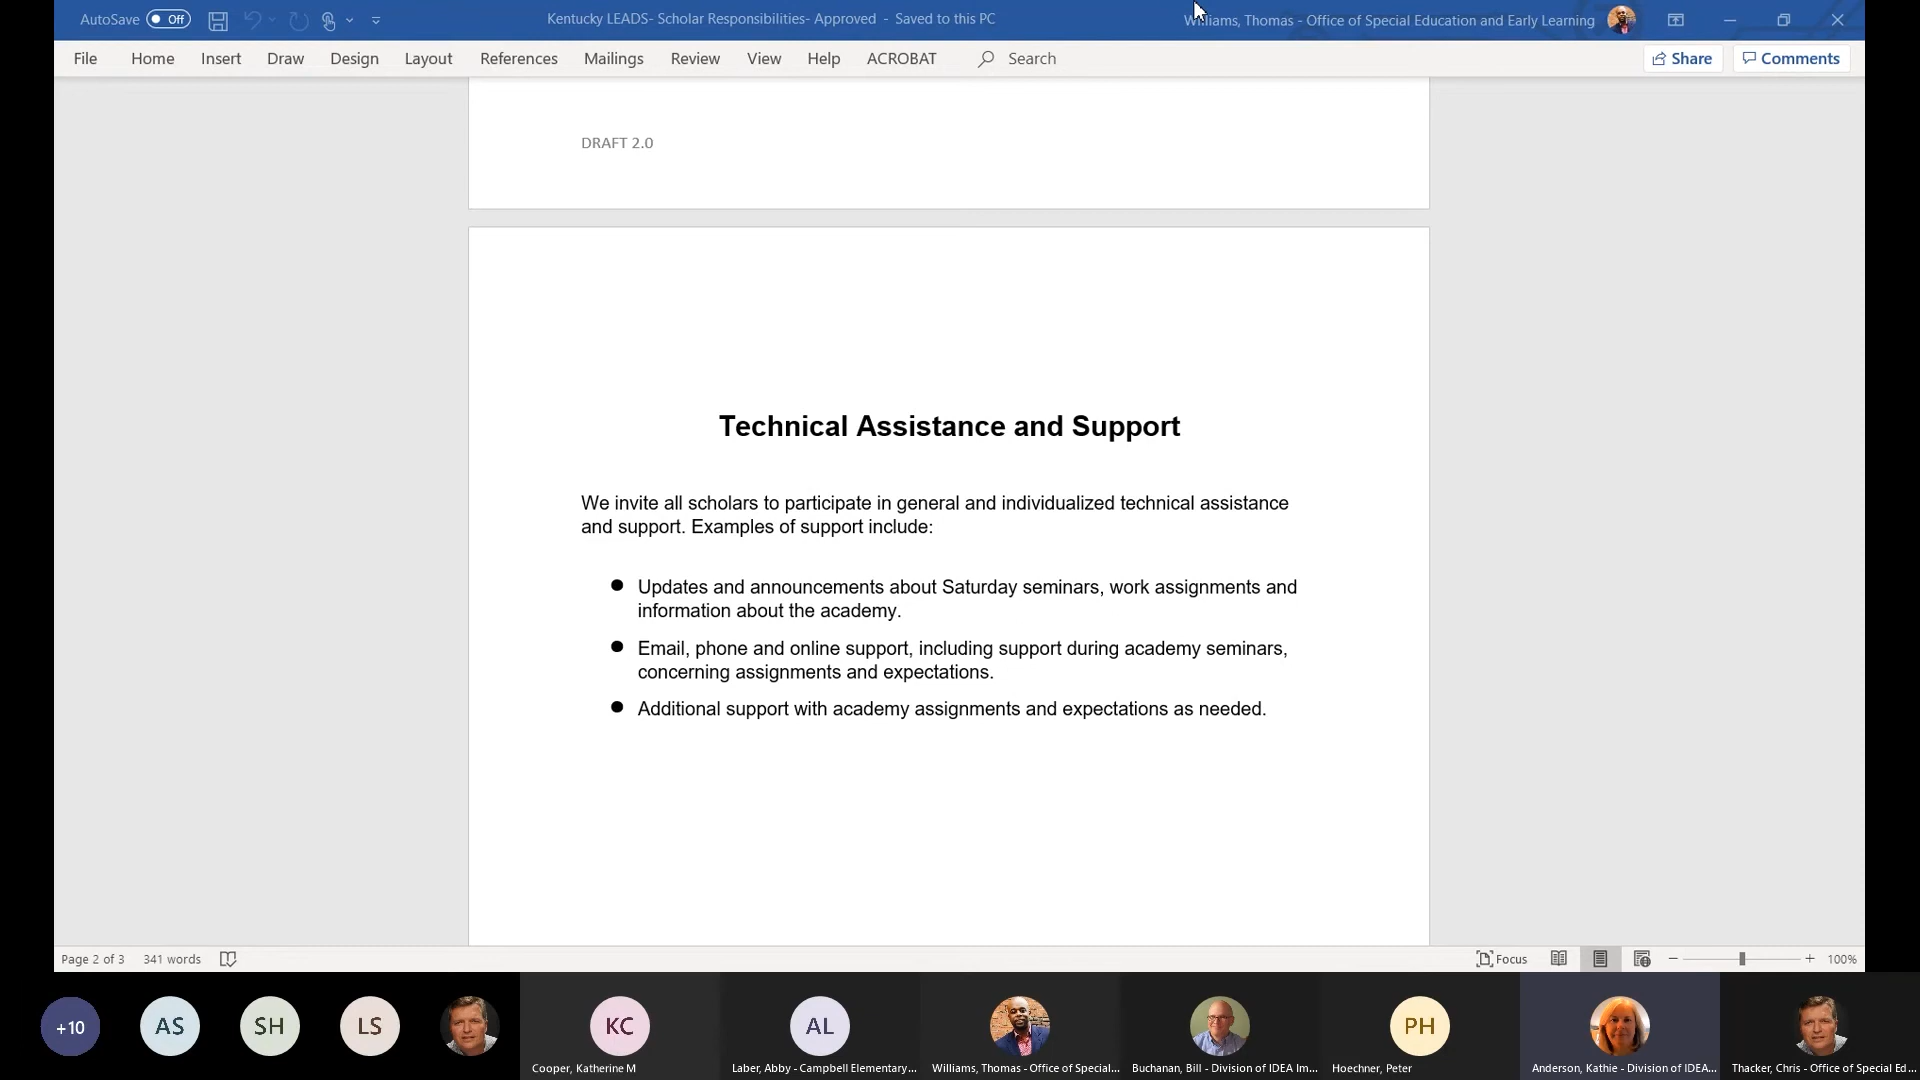 AutoSave Off
Kentucky LEADS- Scholar Responsibilities- Approved - Saved to this PC
Williams, Thomas - Office of Special Education and Early Learning
File Home Insert Draw Design Layout References Mailings Review View Help ACROBAT Search
Share Comments
DRAFT 2.0
Technical Assistance and Support
We invite all scholars to participate in general and individualized technical assistance
and support. Examples of support include:
● Updates and announcements about Saturday seminars, work assignments and
information about the academy.
● Email, phone and online support, including support during academy seminars,
concerning assignments and expectations.
● Additional support with academy assignments and expectations as needed.
Page 2 of 3 341 words
Focus
100%
+10 AS SH LS KC AL PH
Cooper, Katherine M
Laber, Abby - Campbell Elementary...
Williams, Thomas - Office of Special...
Buchanan, Bill - Division of IDEA Im...
Hoechner, Peter
Anderson, Kathie - Division of IDEA...
Thacker, Chris - Office of Special Ed...